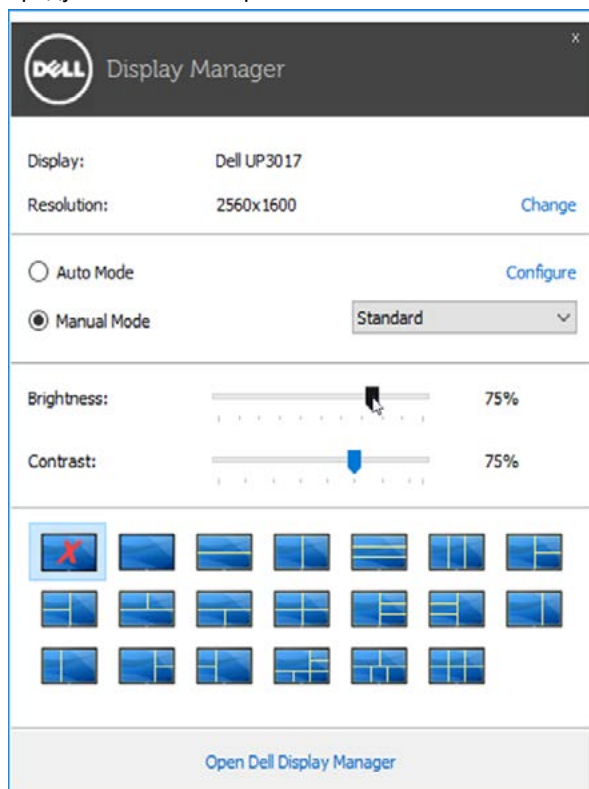 DELL Display Manager
x
Display: Dell UP3017
Resolution: 2560x1600 Change
Auto Mode Configure
Manual Mode Standard
Brightness: 75%
Contrast: 75%
Open Dell Display Manager